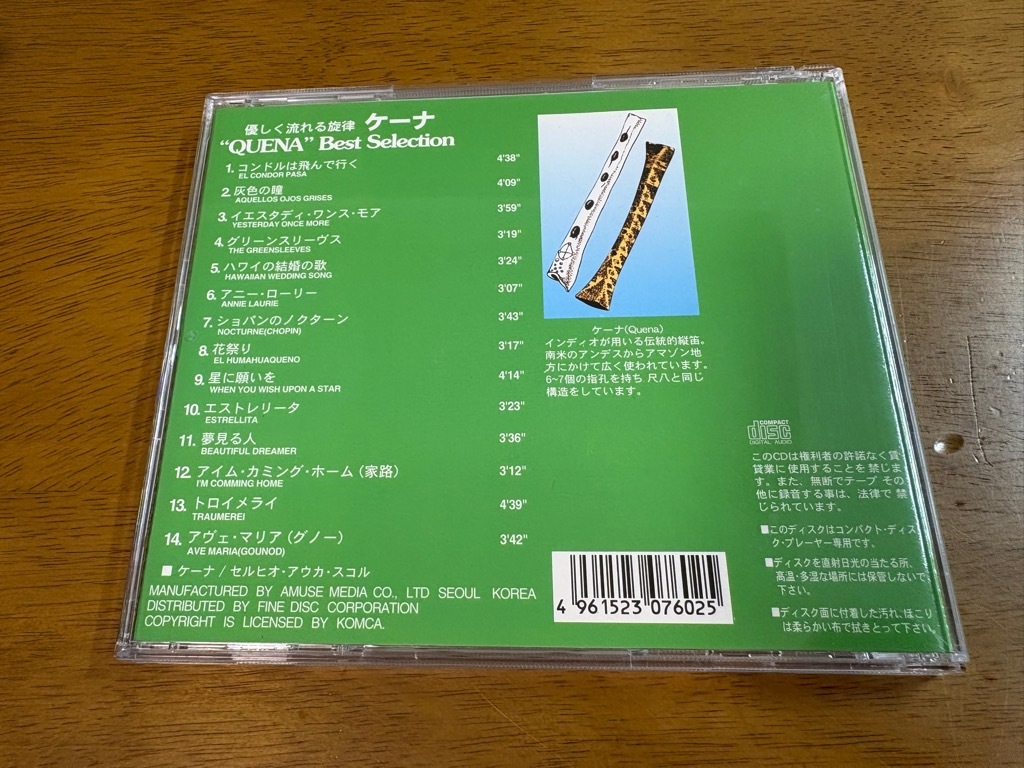 優しく流れる旋律 ケーナ
“QUENA” Best Selection
1. コンドルは飛んで行く 4'38"
EL CONDOR PASA
2. 灰色の瞳 4'09"
AQUELLOS OJOS GRISES
3. イエスタディ・ワンス・モア 3'59"
YESTERDAY ONCE MORE
4. グリーンスリーヴス 3'19"
THE GREENSLEEVES
5. ハワイの結婚の歌 3'24"
HAWAIIAN WEDDING SONG
6. アニー・ローリー 3'07"
ANNIE LAURIE
7. ショパンのノクターン 3'43"
NOCTURNE(CHOPIN)
8. 花祭り 3'17"
EL HUMAHUAQUENO
9. 星に願いを 4'14"
WHEN YOU WISH UPON A STAR
10. エストレリータ 3'23"
ESTRELLITA
11. 夢見る人 3'36"
BEAUTIFUL DREAMER
12. アイム・カミング・ホーム（家路） 3'12"
I'M COMMING HOME
13. トロイメライ 4'39"
TRAUMEREI
14. アヴェ・マリア（グノー） 3'42"
AVE MARIA(GOUNOD)
■ ケーナ / セルヒオ・アウカ・スコル
MANUFACTURED BY AMUSE MEDIA CO., LTD SEOUL KOREA
DISTRIBUTED BY FINE DISC CORPORATION
COPYRIGHT IS LICENSED BY KOMCA.
ケーナ(Quena)
インディオが用いる伝統的縦笛。
南米のアンデスからアマゾン地
方にかけて広く使われています。
6~7個の指孔を持ち 尺八と同じ
構造をしています。
COMPACT
disc
DIGITAL AUDIO
このCDは権利者の許諾なく賃
貸業に使用することを 禁じま
す。また、無断でテープ その
他に録音する事は、法律で 禁
じられています。
■このディスクはコンパクト・ディス
ク・プレーヤー専用です。
■ディスクを直射日光の当たる所、
高温・多湿な場所には保管しないで
下さい。
■ディスク面に付着した汚れ、ほこり
は柔らかい布で拭きとって下さい。
4 961523 076025